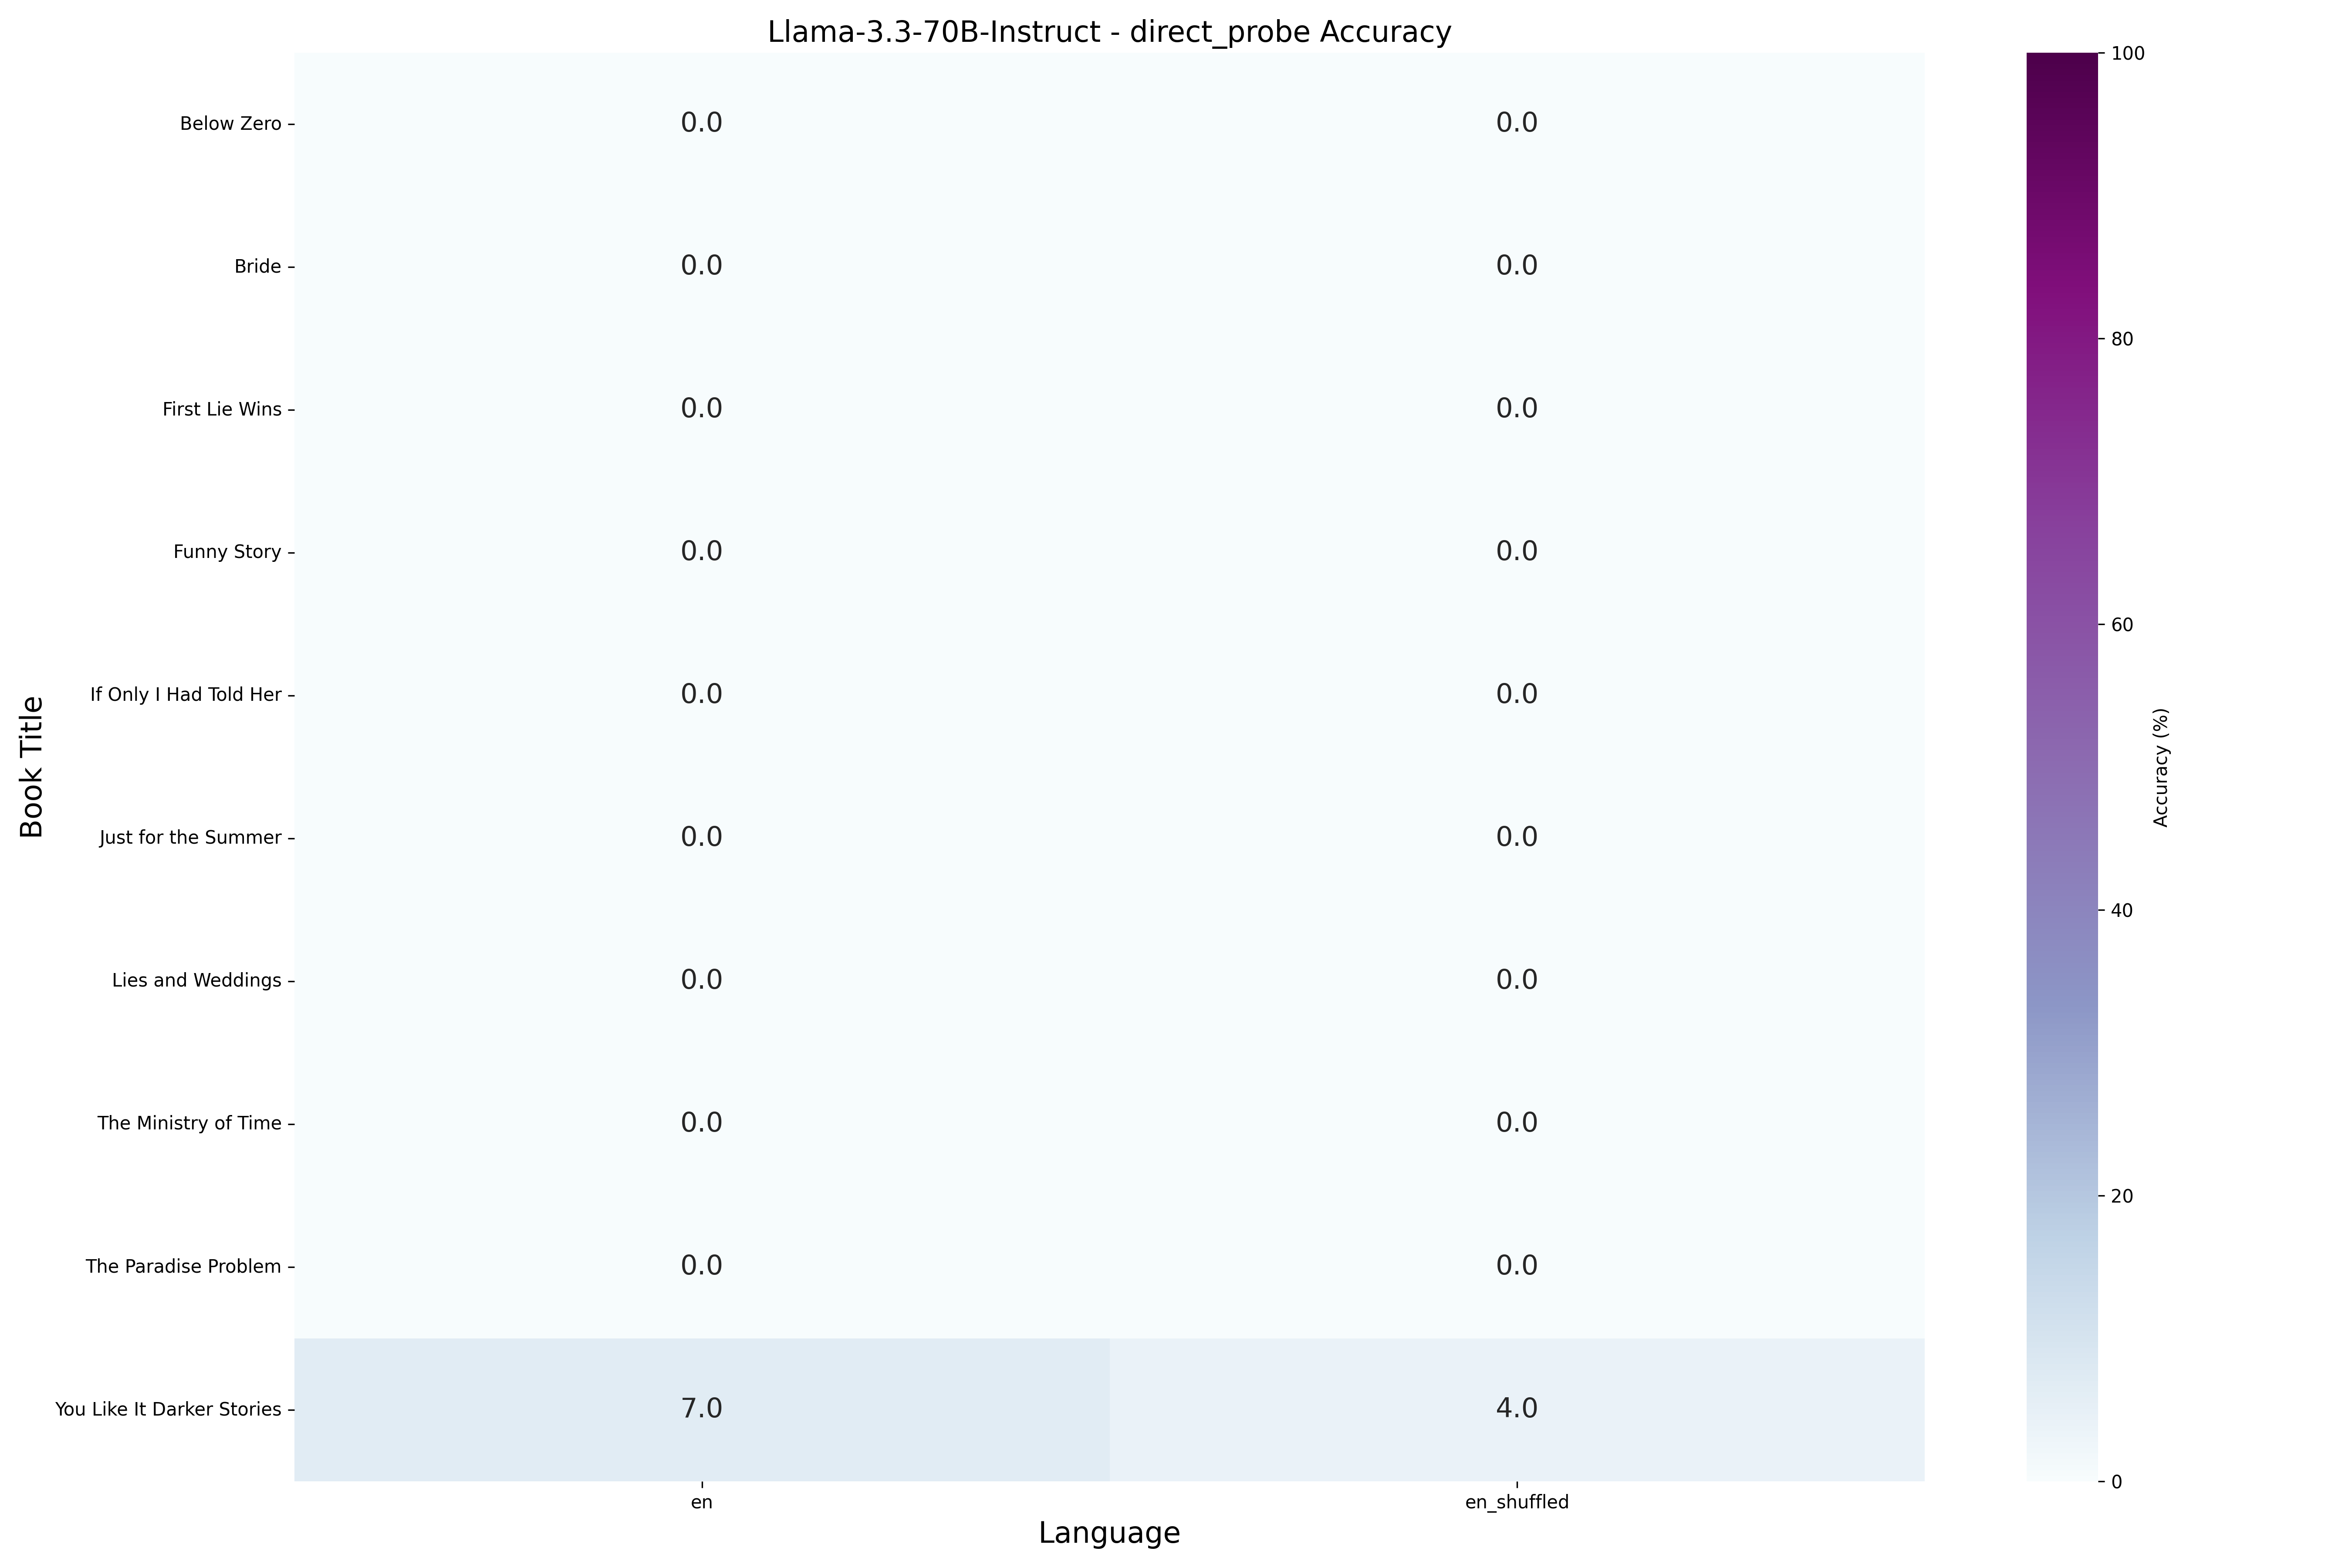 Llama-3.3-70B-Instruct - direct_probe Accuracy
Book Title
Below Zero 0.0 0.0
Bride 0.0 0.0
First Lie Wins 0.0 0.0
Funny Story 0.0 0.0
If Only I Had Told Her 0.0 0.0
Just for the Summer 0.0 0.0
Lies and Weddings 0.0 0.0
The Ministry of Time 0.0 0.0
The Paradise Problem 0.0 0.0
You Like It Darker Stories 7.0 4.0
en en_shuffled
Language
100
80
60
40
20
0
Accuracy (%)